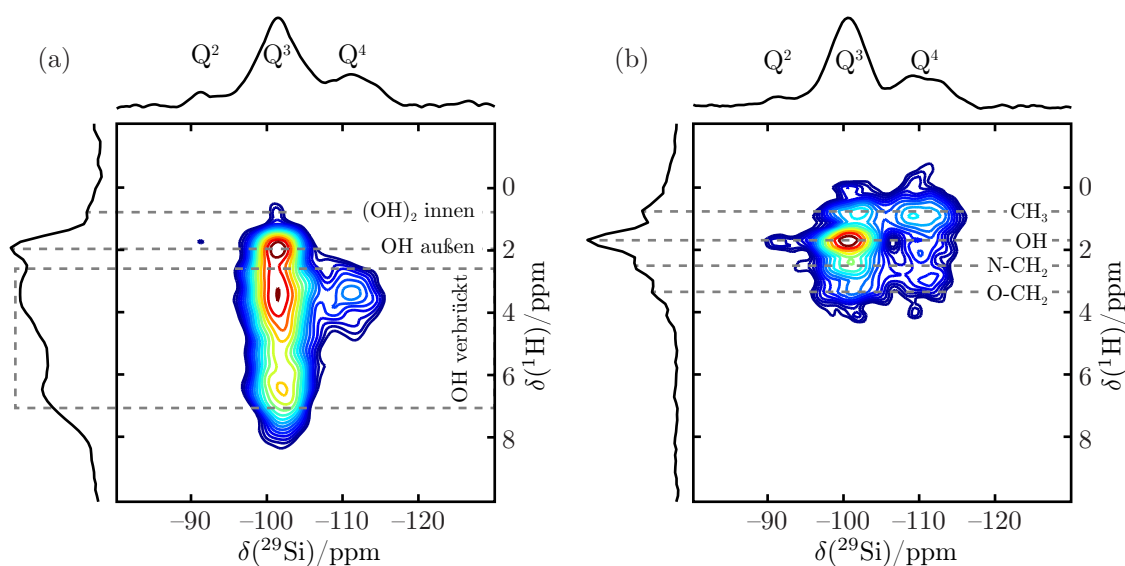 (a)
Q² Q³ Q⁴
(OH)₂ innen
OH außen
OH verbrückt
0
2
4
6
8
δ(¹H)/ppm
–90 –100 –110 –120
δ(²⁹Si)/ppm
(b)
Q² Q³ Q⁴
CH₃
OH
N-CH₂
O-CH₂
0
2
4
6
8
δ(¹H)/ppm
–90 –100 –110 –120
δ(²⁹Si)/ppm